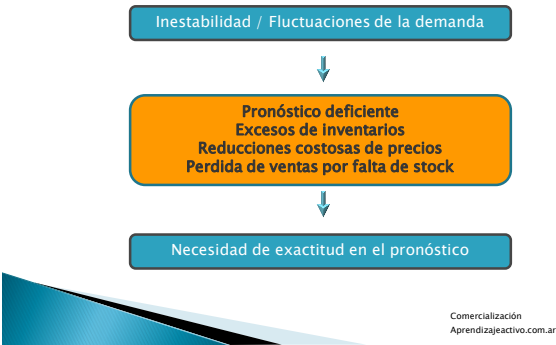 Inestabilidad / Fluctuaciones de la demanda
Pronóstico deficiente
Excesos de inventarios
Reducciones costosas de precios
Perdida de ventas por falta de stock
Necesidad de exactitud en el pronóstico
Comercialización
Aprendizajeactivo.com.ar